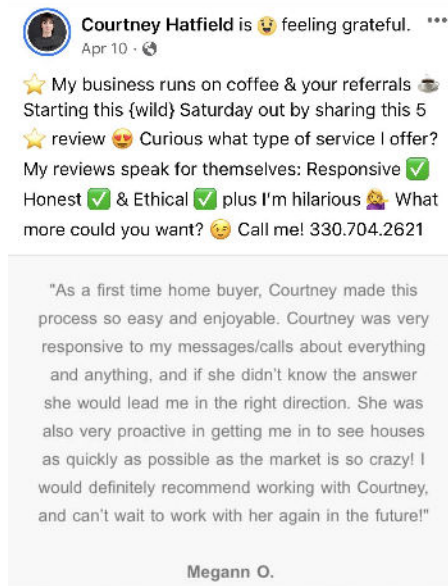 Courtney Hatfield is 😉 feeling grateful. •••
Apr 10 ·
⭐ My business runs on coffee & your referrals ☕
Starting this {wild} Saturday out by sharing this 5
⭐ review 😍 Curious what type of service I offer?
My reviews speak for themselves: Responsive ✅
Honest ✅ & Ethical ✅ plus I'm hilarious 💁‍♀️ What
more could you want? 😉 Call me! 330.704.2621
"As a first time home buyer, Courtney made this
process so easy and enjoyable. Courtney was very
responsive to my messages/calls about everything
and anything, and if she didn't know the answer
she would lead me in the right direction. She was
also very proactive in getting me in to see houses
as quickly as possible as the market is so crazy! I
would definitely recommend working with Courtney,
and can't wait to work with her again in the future!"
Megann O.